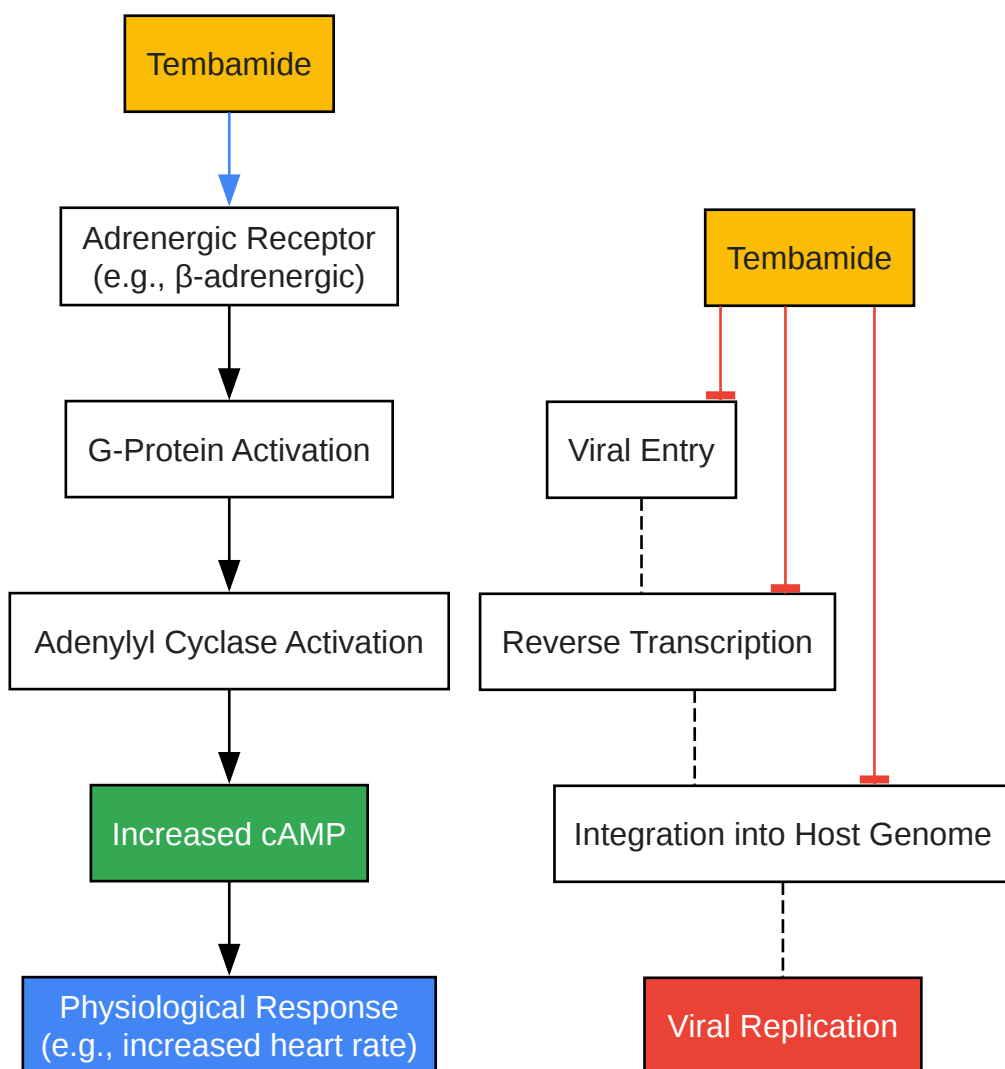 Tembamide
Adrenergic Receptor
(e.g., β-adrenergic)
G-Protein Activation
Adenylyl Cyclase Activation
Increased cAMP
Physiological Response
(e.g., increased heart rate)
Tembamide
Viral Entry
Reverse Transcription
Integration into Host Genome
Viral Replication